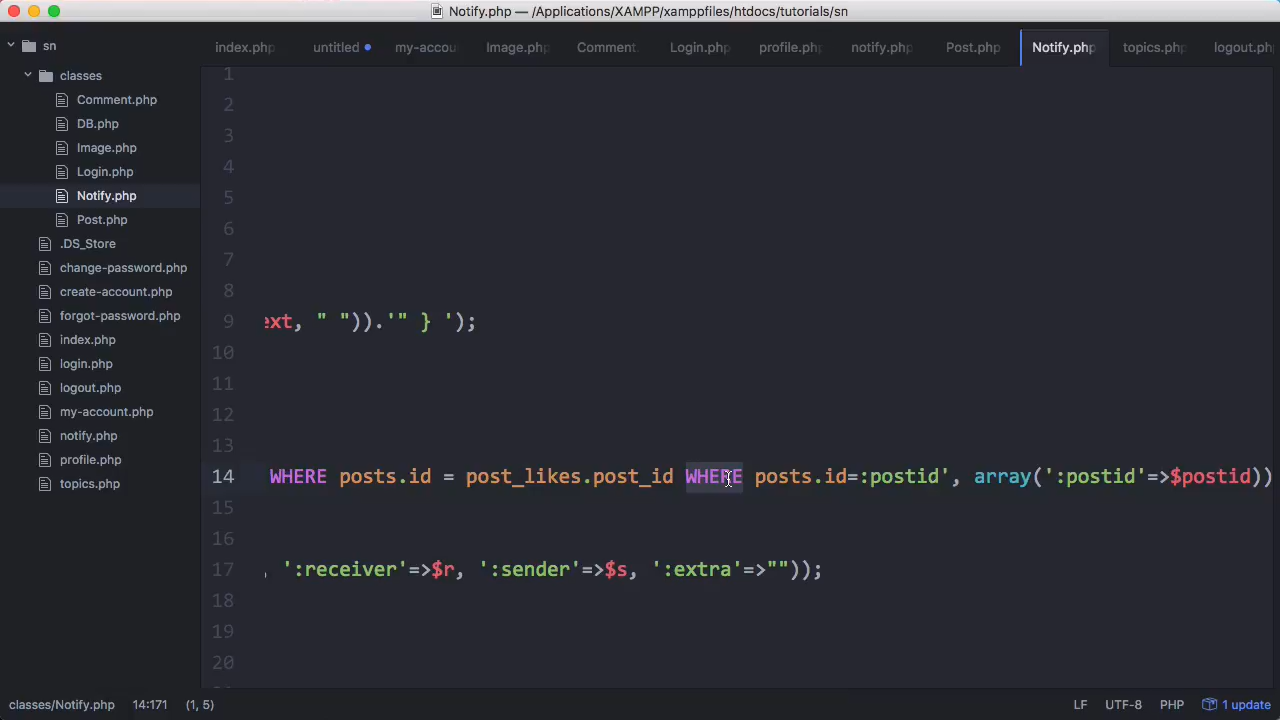 Notify.php — /Applications/XAMPP/xamppfiles/htdocs/tutorials/sn
index.php untitled my-accou Image.php Comment. Login.php profile.php notify.php Post.php Notify.php topics.php logout.ph
sn
classes
Comment.php
DB.php
Image.php
Login.php
Notify.php
Post.php
.DS_Store
change-password.php
create-account.php
forgot-password.php
index.php
login.php
logout.php
my-account.php
notify.php
profile.php
topics.php
1
2
3
4
5
6
7
8
9 ext, " ")).'" } ');
10
11
12
13
14 WHERE posts.id = post_likes.post_id WHERE posts.id=:postid', array(':postid'=>$postid))
15
16
17 , ':receiver'=>$r, ':sender'=>$s, ':extra'=>""));
18
19
20
classes/Notify.php 14:171 (1, 5) LF UTF-8 PHP 1 update